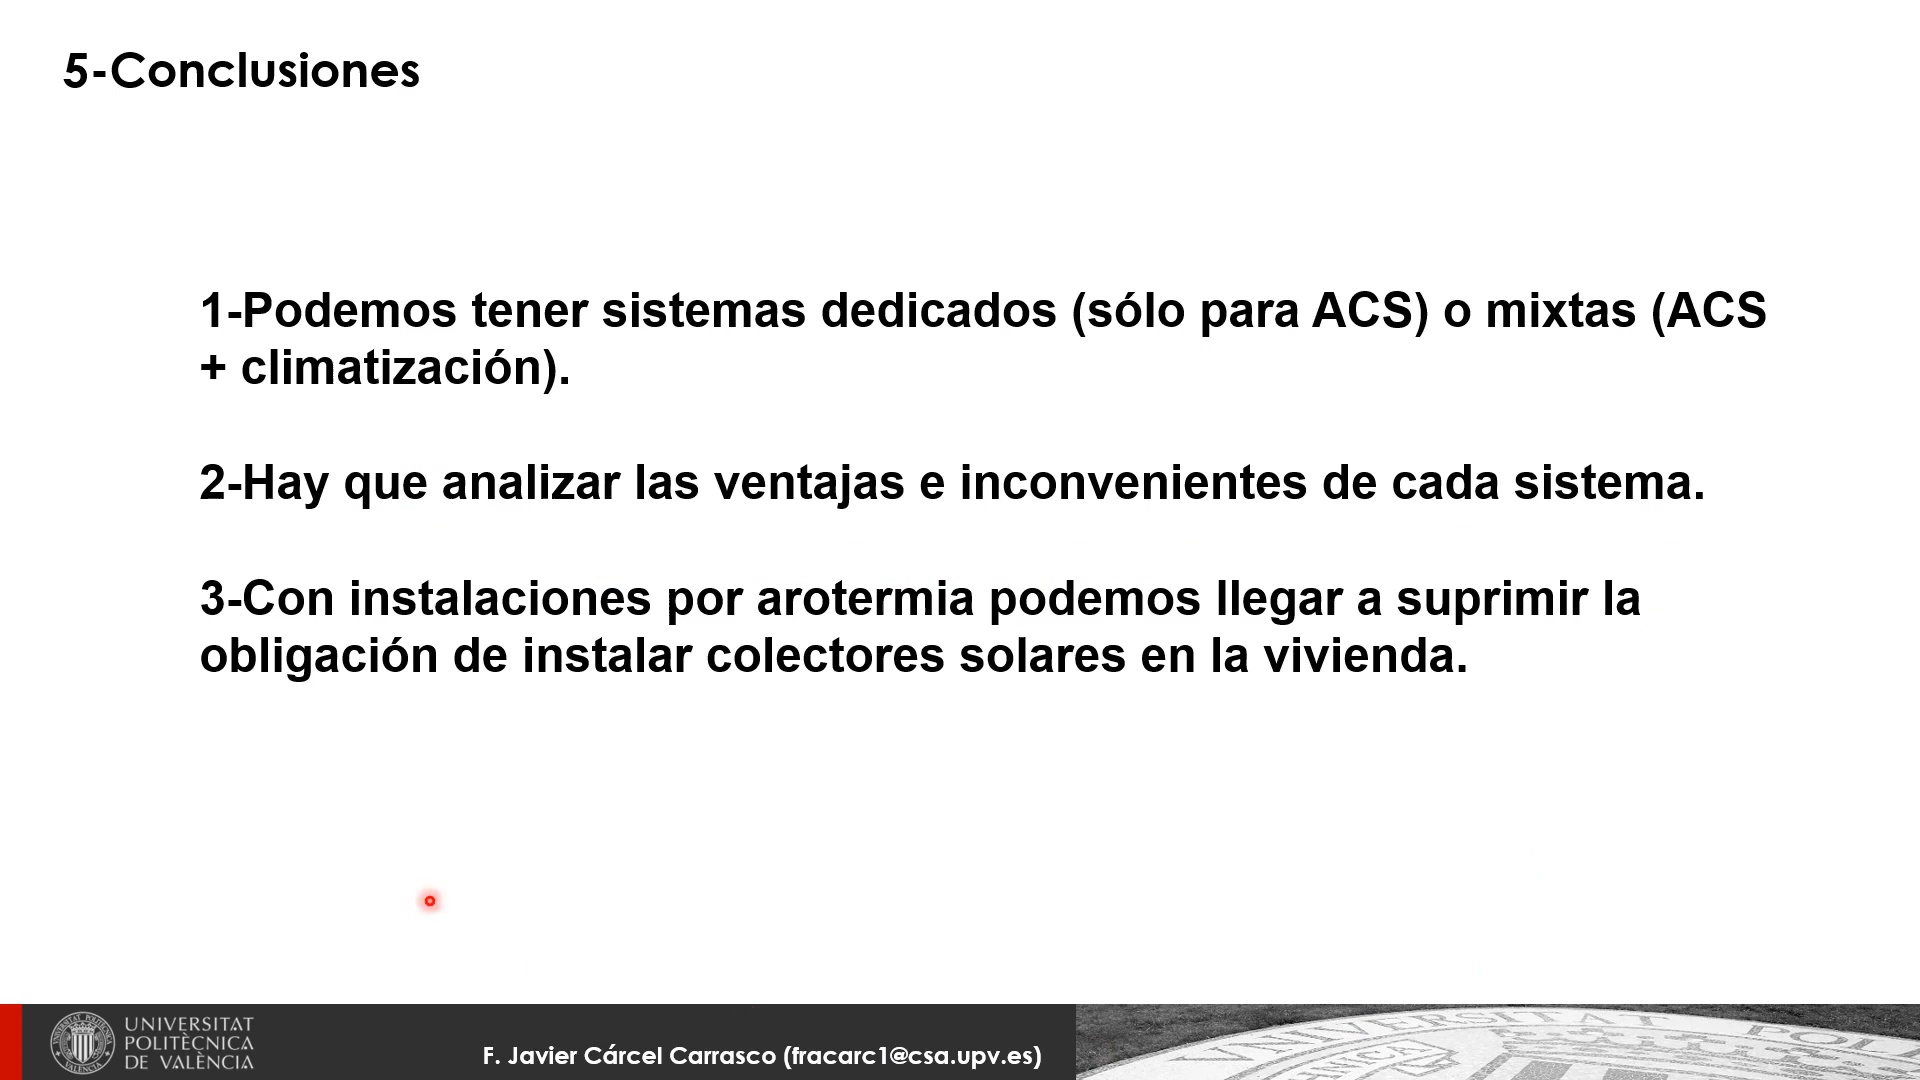 5-Conclusiones
1-Podemos tener sistemas dedicados (sólo para ACS) o mixtas (ACS
+ climatización).
2-Hay que analizar las ventajas e inconvenientes de cada sistema.
3-Con instalaciones por arotermia podemos llegar a suprimir la
obligación de instalar colectores solares en la vivienda.
UNIVERSITAT
POLITÈCNICA
DE VALÈNCIA
F. Javier Cárcel Carrasco (fracarc1@csa.upv.es)